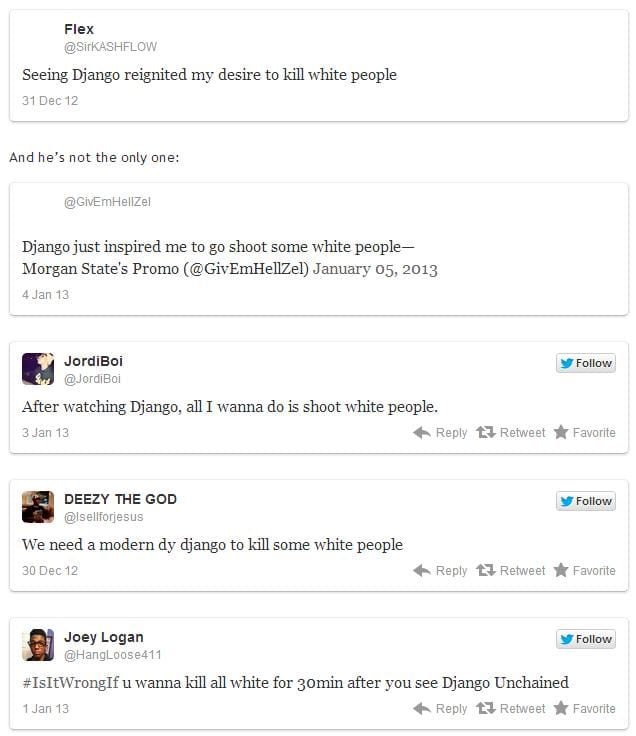 Flex
@SirKASHFLOW
Seeing Django reignited my desire to kill white people
31 Dec 12
And he's not the only one:
@GivEmHellZel
Django just inspired me to go shoot some white people—
Morgan State's Promo (@GivEmHellZel) January 05, 2013
4 Jan 13
JordiBoi
Follow
@JordiBoi
After watching Django, all I wanna do is shoot white people.
3 Jan 13 Reply Retweet Favorite
DEEZY THE GOD
Follow
@Isellforjesus
We need a modern dy django to kill some white people
30 Dec 12 Reply Retweet Favorite
Joey Logan
Follow
@HangLoose411
#IsItWrongIf u wanna kill all white for 30min after you see Django Unchained
1 Jan 13 Reply Retweet Favorite